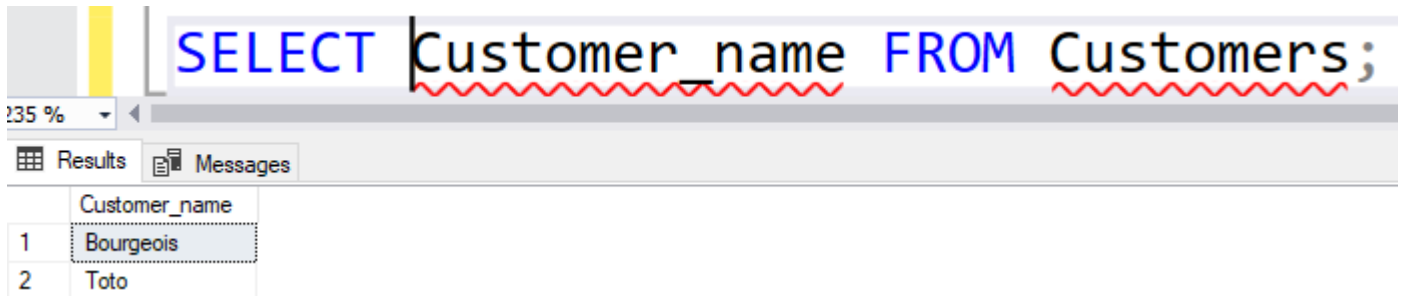 SELECT Customer_name FROM Customers;
235 %
Results Messages
Customer_name
1 Bourgeois
2 Toto